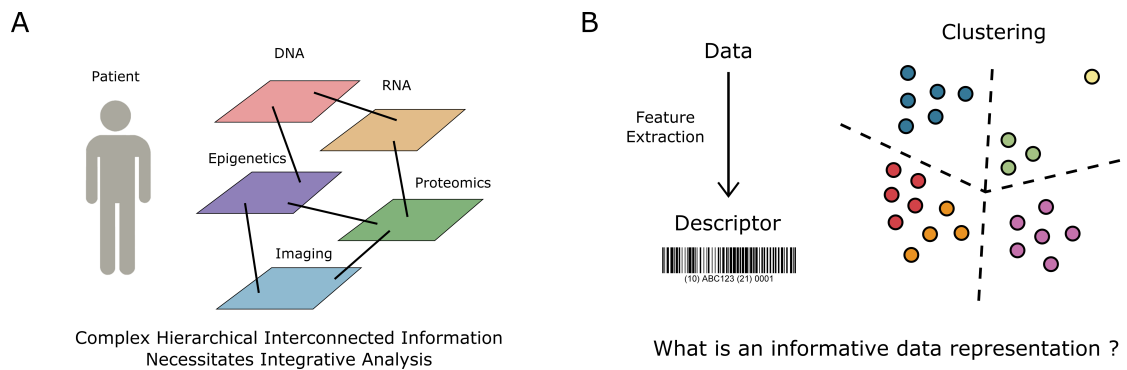 A
Patient
DNA
RNA
Epigenetics
Proteomics
Imaging
Complex Hierarchical Interconnected Information
Necessitates Integrative Analysis
B
Data
Feature
Extraction
Descriptor
(10) ABC123 (21) 0001
Clustering
What is an informative data representation ?